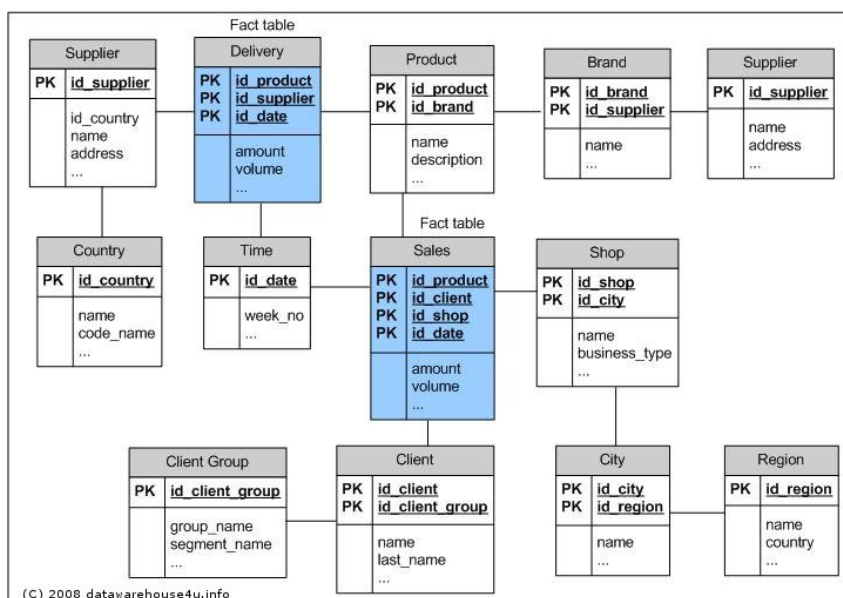 Fact table
Supplier
PK id_supplier
id_country
name
address
...
Delivery
PK id_product
PK id_supplier
PK id_date
amount
volume
...
Product
PK id_product
PK id_brand
name
description
...
Brand
PK id_brand
PK id_supplier
name
...
Supplier
PK id_supplier
name
address
...
Country
PK id_country
name
code_name
...
Time
PK id_date
week_no
...
Fact table
Sales
PK id_product
PK id_client
PK id_shop
PK id_date
amount
volume
...
Shop
PK id_shop
PK id_city
name
business_type
...
Client Group
PK id_client_group
group_name
segment_name
...
Client
PK id_client
PK id_client_group
name
last_name
...
City
PK id_city
PK id_region
name
...
Region
PK id_region
name
country
...
(C) 2008 datawarehouse4u.info